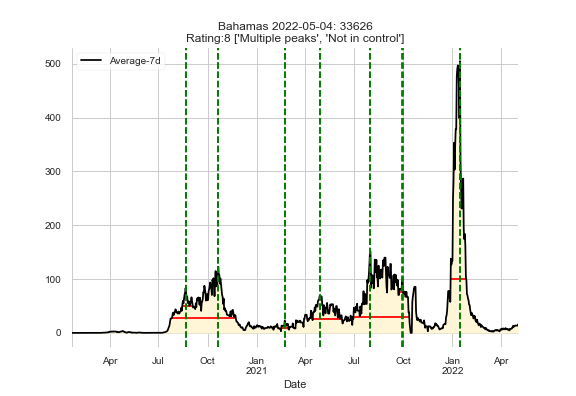 Bahamas 2022-05-04: 33626
Rating:8 ['Multiple peaks', 'Not in control']
Average-7d
500
400
300
200
100
0
Apr Jul Oct Jan Apr Jul Oct Jan Apr
2021 2022
Date